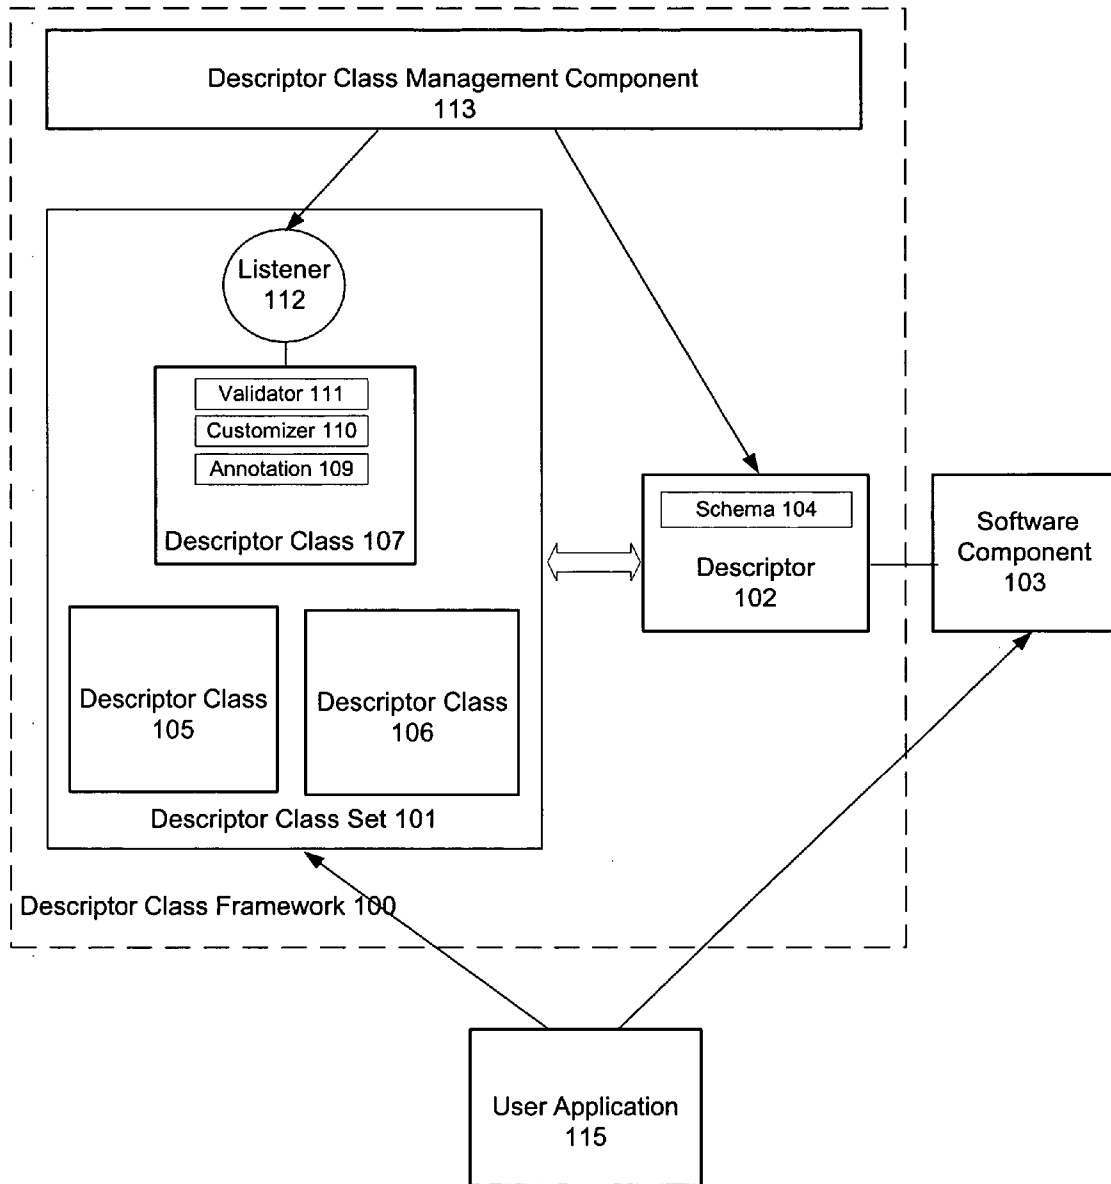 Descriptor Class Management Component
113
Listener
112
Validator 111
Customizer 110
Annotation 109
Descriptor Class 107
Schema 104
Descriptor
102
Software
Component
103
Descriptor Class
105
Descriptor Class
106
Descriptor Class Set 101
Descriptor Class Framework 100
User Application
115